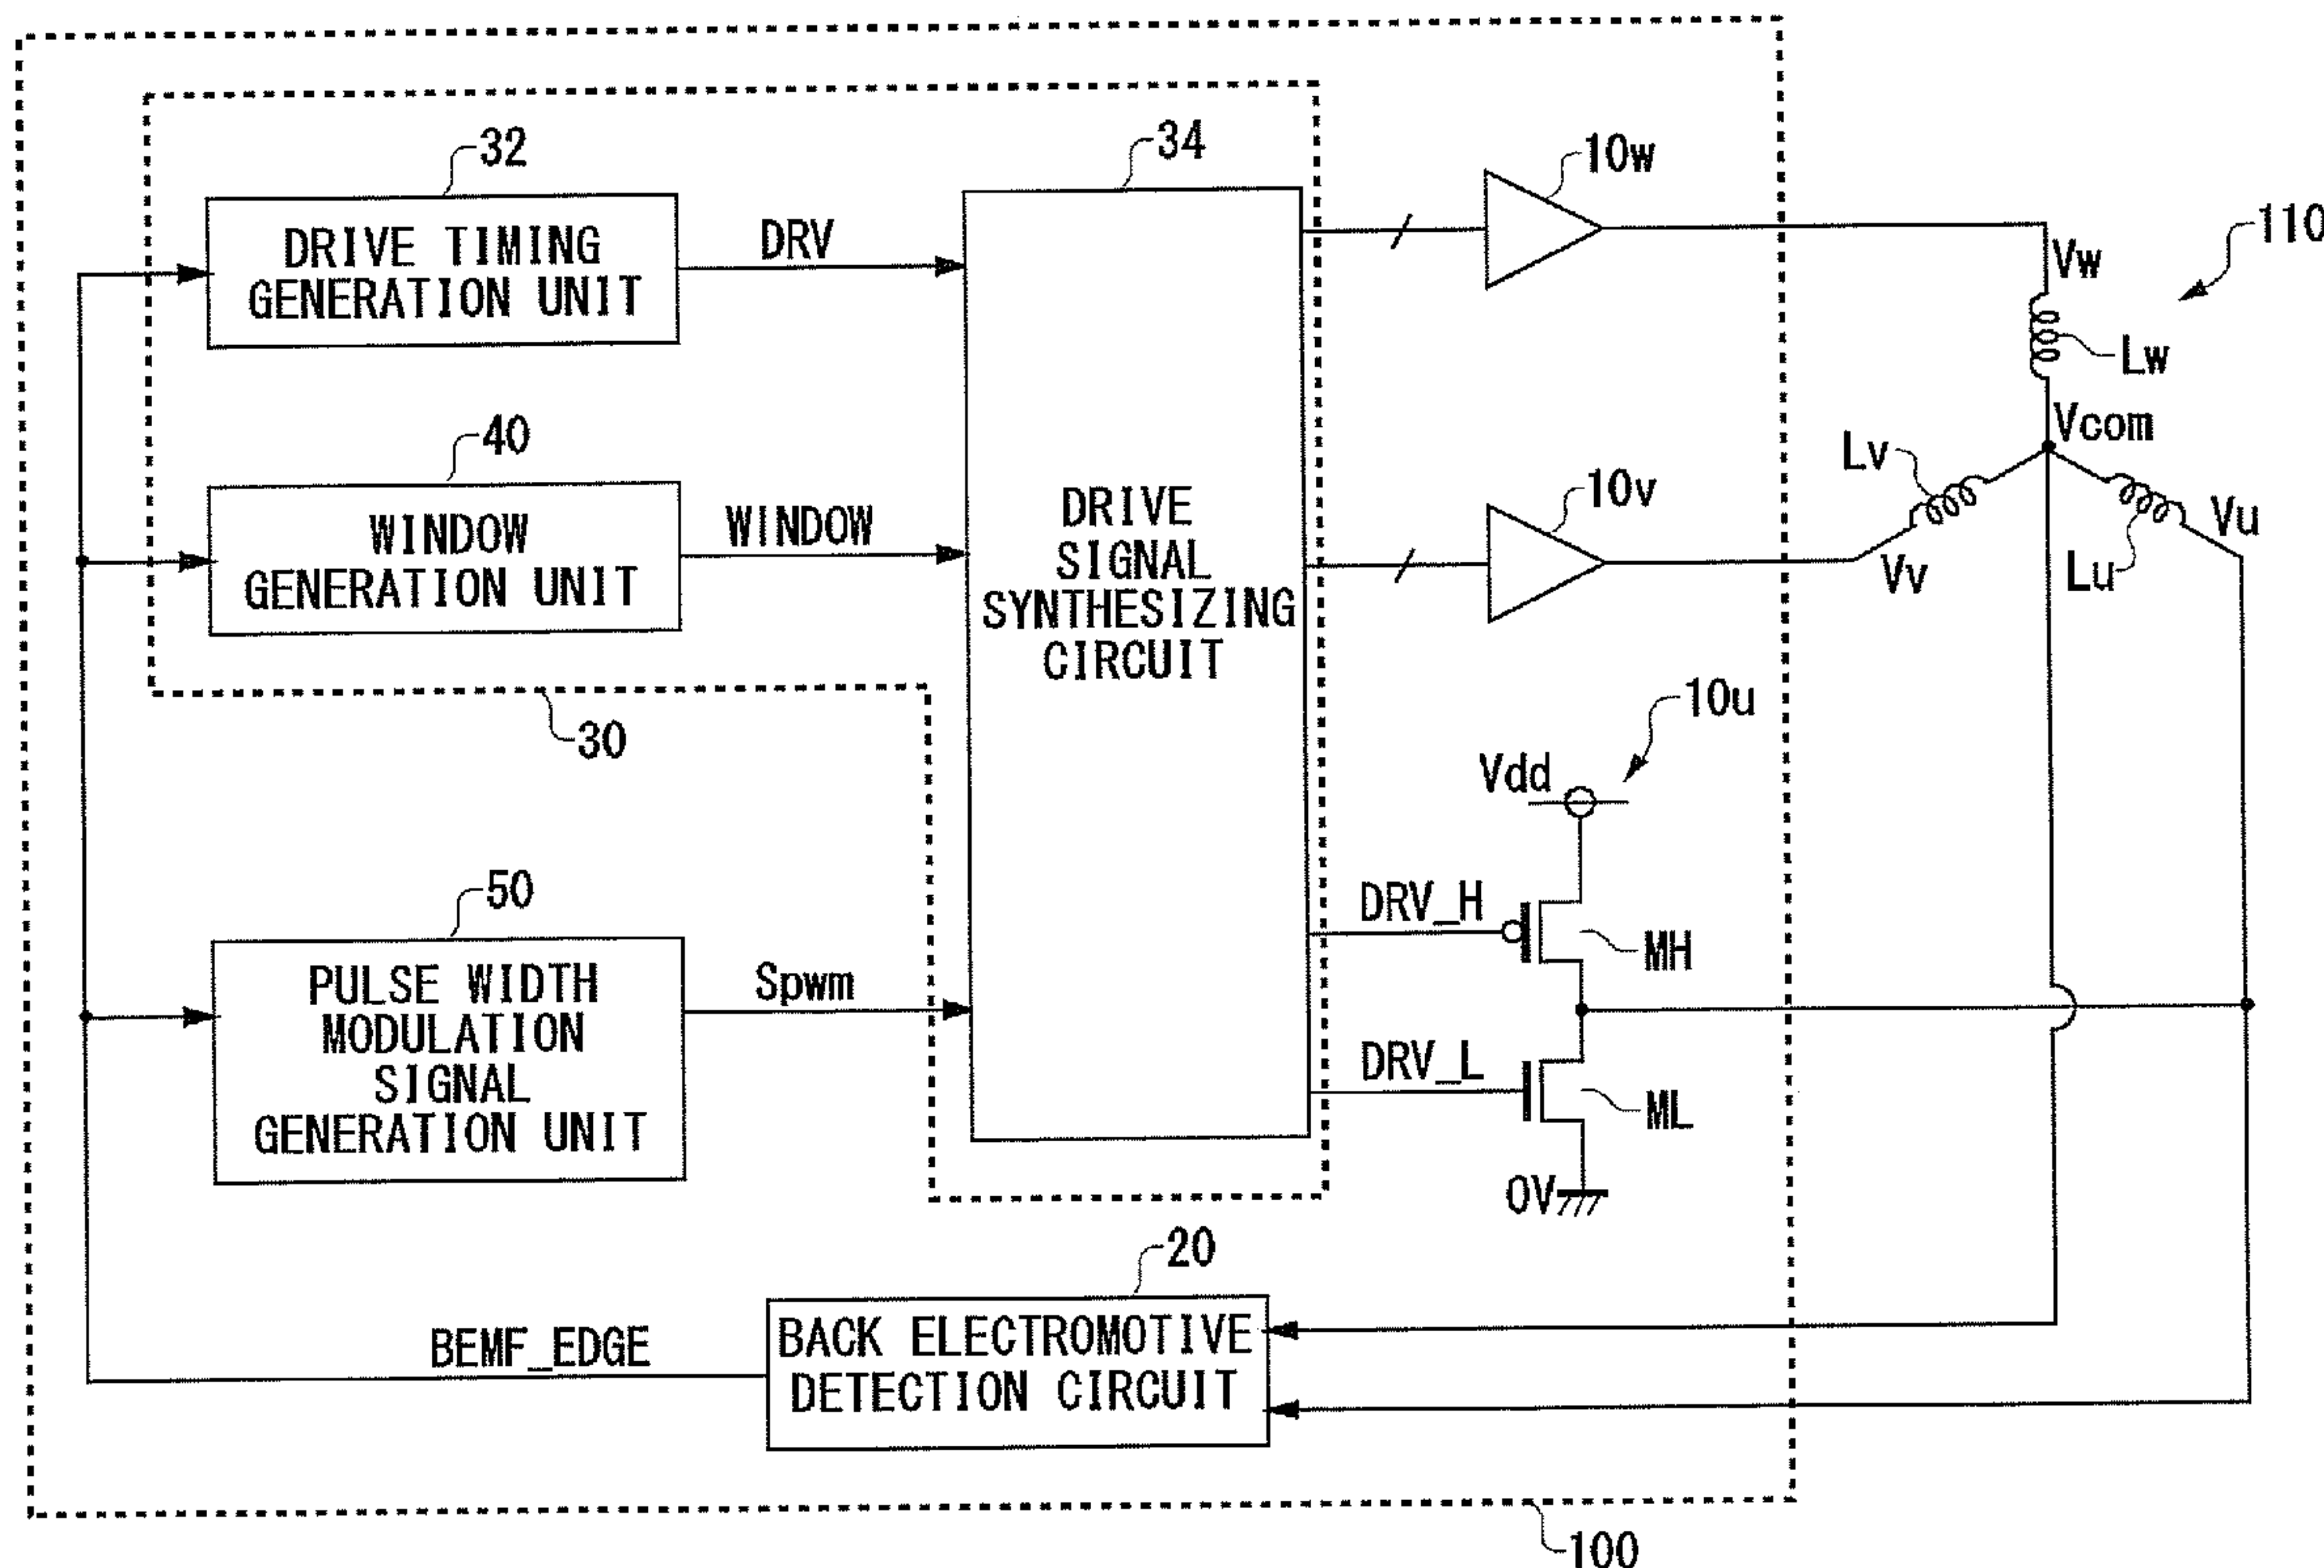 32
34
10w
110
DRIVE TIMING
GENERATION UNIT
DRV
Vw
Lw
40
WINDOW
GENERATION UNIT
WINDOW
DRIVE
SIGNAL
SYNTHESIZING
CIRCUIT
10v
Vcom
Lv
Vu
Vv
Lu
30
10u
Vdd
50
PULSE WIDTH
MODULATION
SIGNAL
GENERATION UNIT
Spwm
DRV_H
MH
DRV_L
ML
0V
20
BACK ELECTROMOTIVE
DETECTION CIRCUIT
BEMF_EDGE
100